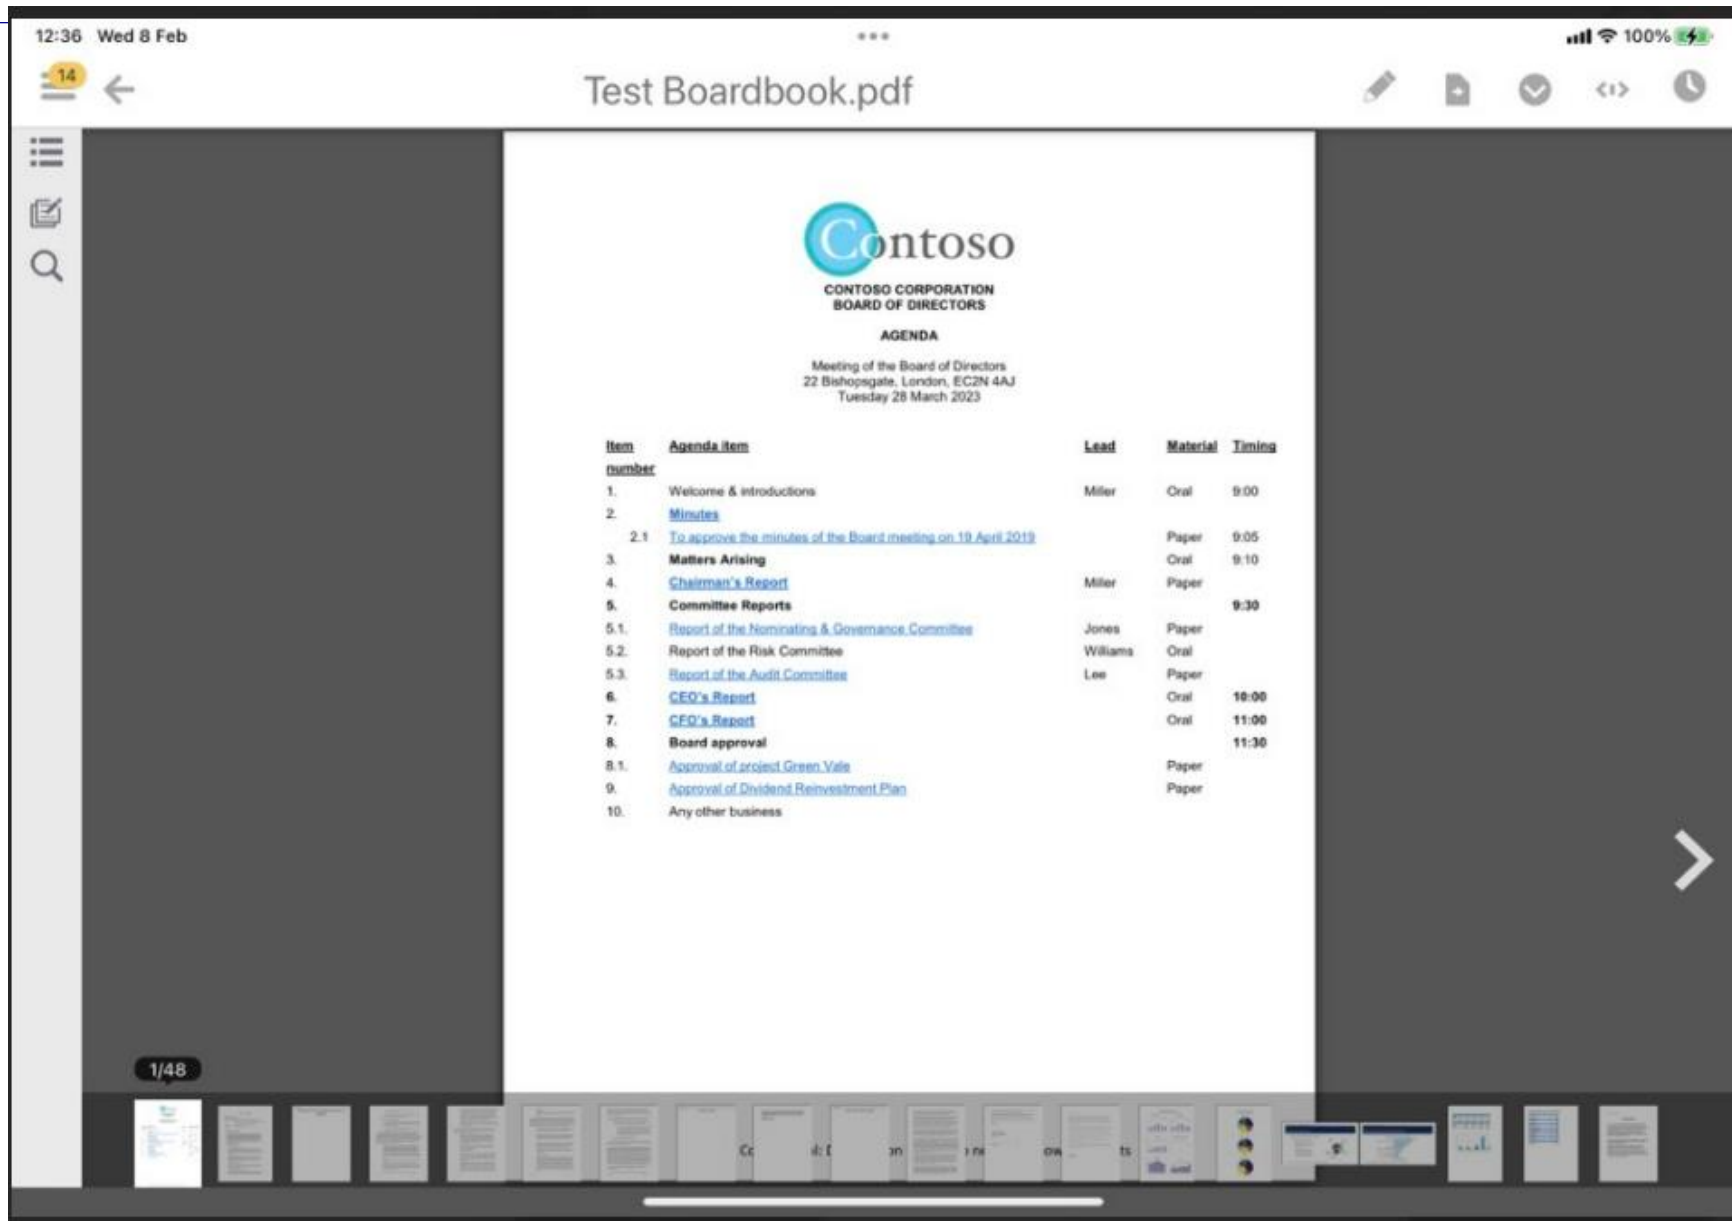 12:36 Wed 8 Feb
100%
14
Test Boardbook.pdf
Contoso
CONTOSO CORPORATION
BOARD OF DIRECTORS
AGENDA
Meeting of the Board of Directors
22 Bishopsgate, London, EC2N 4AJ
Tuesday 28 March 2023
Item number Agenda item Lead Material Timing
1. Welcome & introductions Miller Oral 9:00
2. Minutes
2.1 To approve the minutes of the Board meeting on 19 April 2019 Paper 9:05
3. Matters Arising Oral 9:10
4. Chairman's Report Miller Paper
5. Committee Reports 9:30
5.1. Report of the Nominating & Governance Committee Jones Paper
5.2. Report of the Risk Committee Williams Oral
5.3. Report of the Audit Committee Lee Paper
6. CEO's Report Oral 10:00
7. CFO's Report Oral 11:00
8. Board approval 11:30
8.1. Approval of project Green Vale Paper
9. Approval of Dividend Reinvestment Plan Paper
10. Any other business
1/48